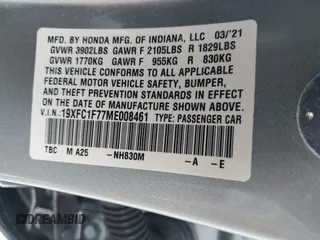 MFD. BY HONDA MFG. OF INDIANA, LLC 03/'21
GVWR 3902LBS GAWR F 2105LBS R 1829LBS
GVWR 1770KG GAWR F 955KG R 830KG
THIS VEHICLE CONFORMS TO ALL APPLICABLE
FEDERAL MOTOR VEHICLE SAFETY, BUMPER,
AND THEFT PREVENTION STANDARDS IN EFFECT
ON THE DATE OF MANUFACTURE SHOWN ABOVE.
V.I.N.: 19XFC1F77ME008461 TYPE: PASSENGER CAR
TBC M A25 -NH830M -A -E
DREAMBID